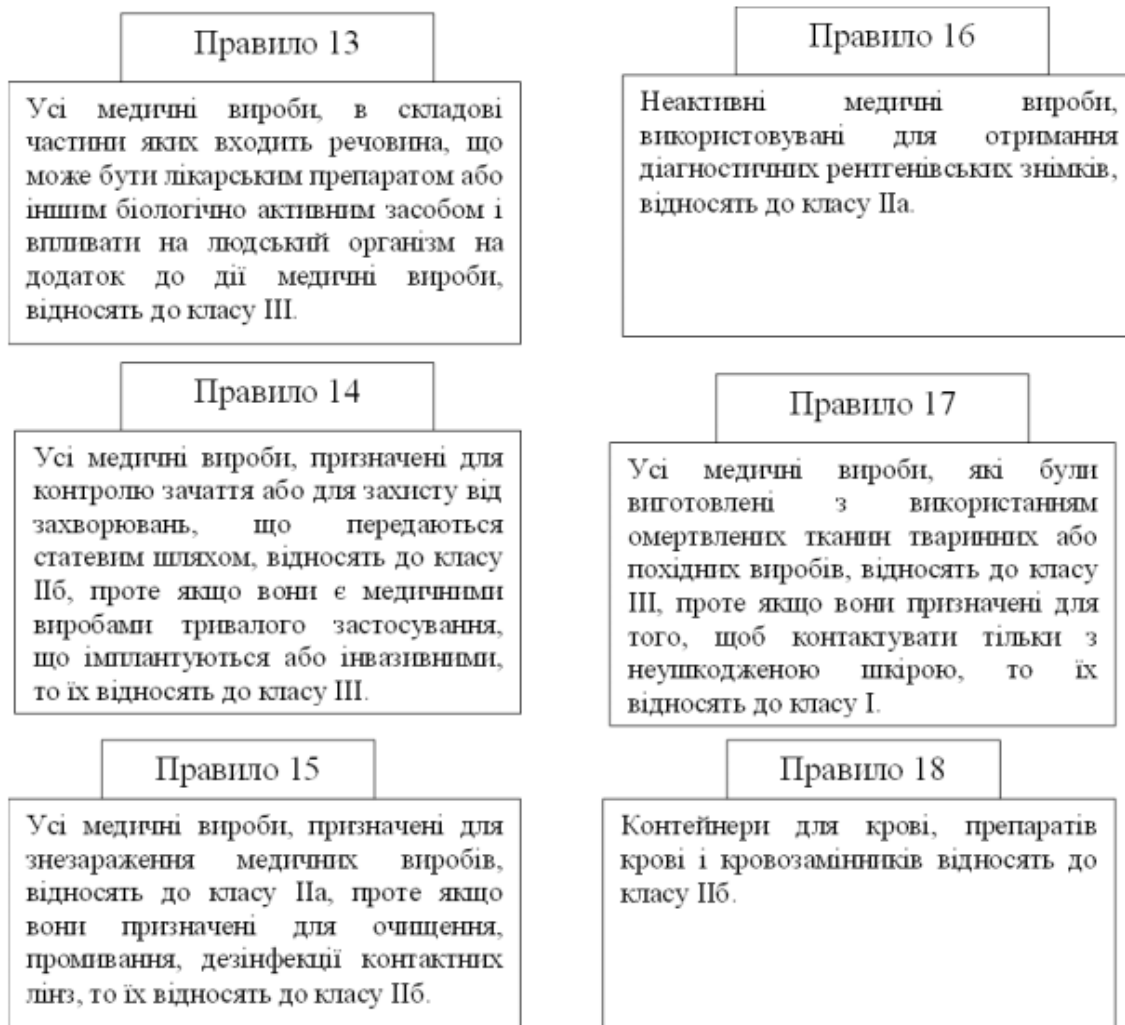 Правило 13
Усі медичні вироби, в складові
частини яких входить речовина, що
може бути лікарським препаратом або
іншим біологічно активним засобом і
впливати на людський організм на
додаток до дії медичні вироби,
відносять до класу III.
Правило 14
Усі медичні вироби, призначені для
контролю зачаття або для захисту від
захворювань, що передаються
статевим шляхом, відносять до класу
ІІб, проте якщо вони є медичними
виробами тривалого застосування,
що імплантуються або інвазивними,
то їх відносять до класу III.
Правило 15
Усі медичні вироби, призначені для
знезараження медичних виробів,
відносять до класу ІІа, проте якщо
вони призначені для очищення,
промивання, дезінфекції контактних
лінз, то їх відносять до класу ІІб.
Правило 16
Неактивні медичні вироби,
використовувані для отримання
діагностичних рентгенівських знімків,
відносять до класу ІІа.
Правило 17
Усі медичні вироби, які були
виготовлені з використанням
омертвлених тканин тваринних або
похідних виробів, відносять до класу
III, проте якщо вони призначені для
того, щоб контактувати тільки з
неушкодженою шкірою, то їх
відносять до класу I.
Правило 18
Контейнери для крові, препаратів
крові і кровозамінників відносять до
класу ІІб.